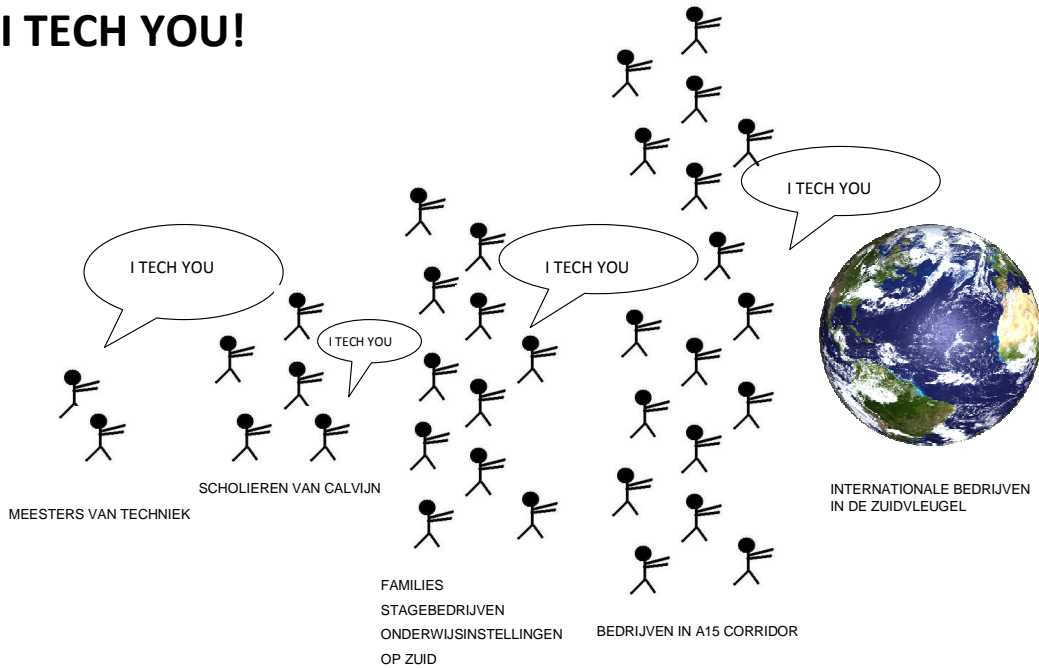 I TECH YOU!
I TECH YOU
I TECH YOU
I TECH YOU
I TECH YOU
MEESTERS VAN TECHNIEK
SCHOLIEREN VAN CALVIJN
FAMILIES
STAGEBEDRIJVEN
ONDERWIJSINSTELLINGEN
OP ZUID
BEDRIJVEN IN A15 CORRIDOR
INTERNATIONALE BEDRIJVEN
IN DE ZUIDVLEUGEL